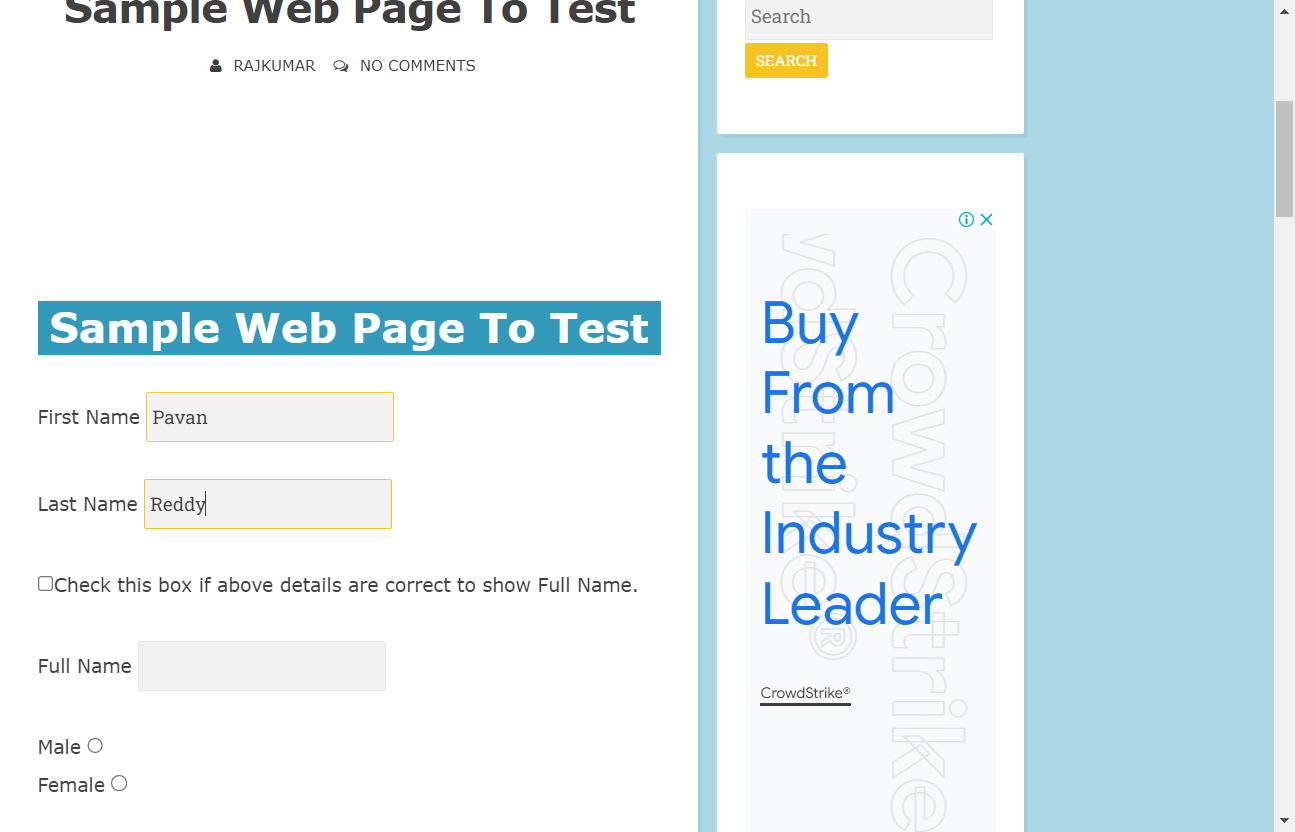 Sample Web Page To Test
RAJKUMAR NO COMMENTS
Sample Web Page To Test
First Name Pavan
Last Name Reddy
Check this box if above details are correct to show Full Name.
Full Name
Male
Female
Search
SEARCH
Buy
From
the
Industry
Leader
CrowdStrike®
CrowdStrike
yoStrike®